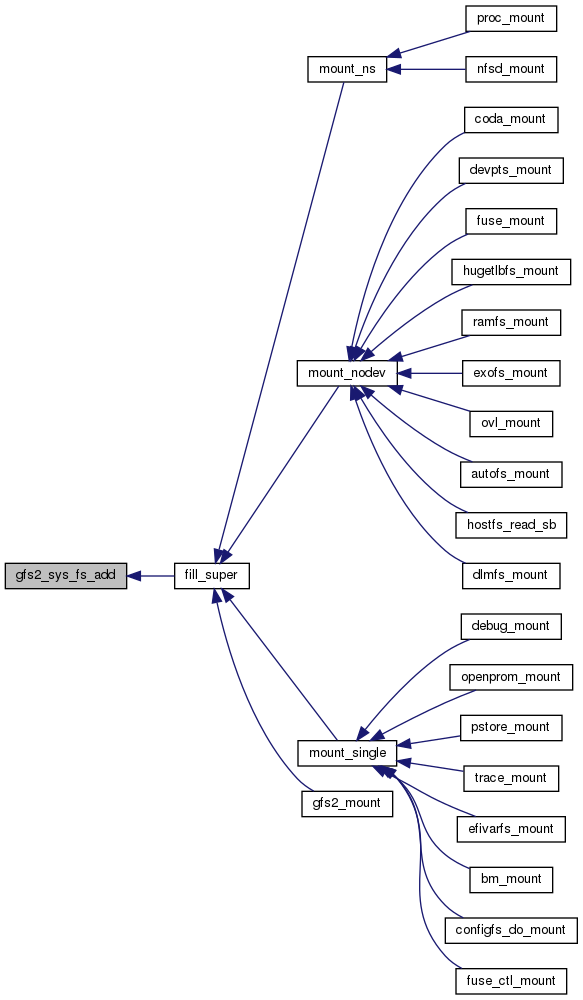 proc_mount
mount_ns
nfsd_mount
coda_mount
devpts_mount
fuse_mount
hugetlbfs_mount
ramfs_mount
mount_nodev
exofs_mount
ovl_mount
autofs_mount
hostfs_read_sb
gfs2_sys_fs_add
fill_super
dlmfs_mount
debug_mount
openprom_mount
pstore_mount
mount_single
trace_mount
gfs2_mount
efivarfs_mount
bm_mount
configfs_do_mount
fuse_ctl_mount